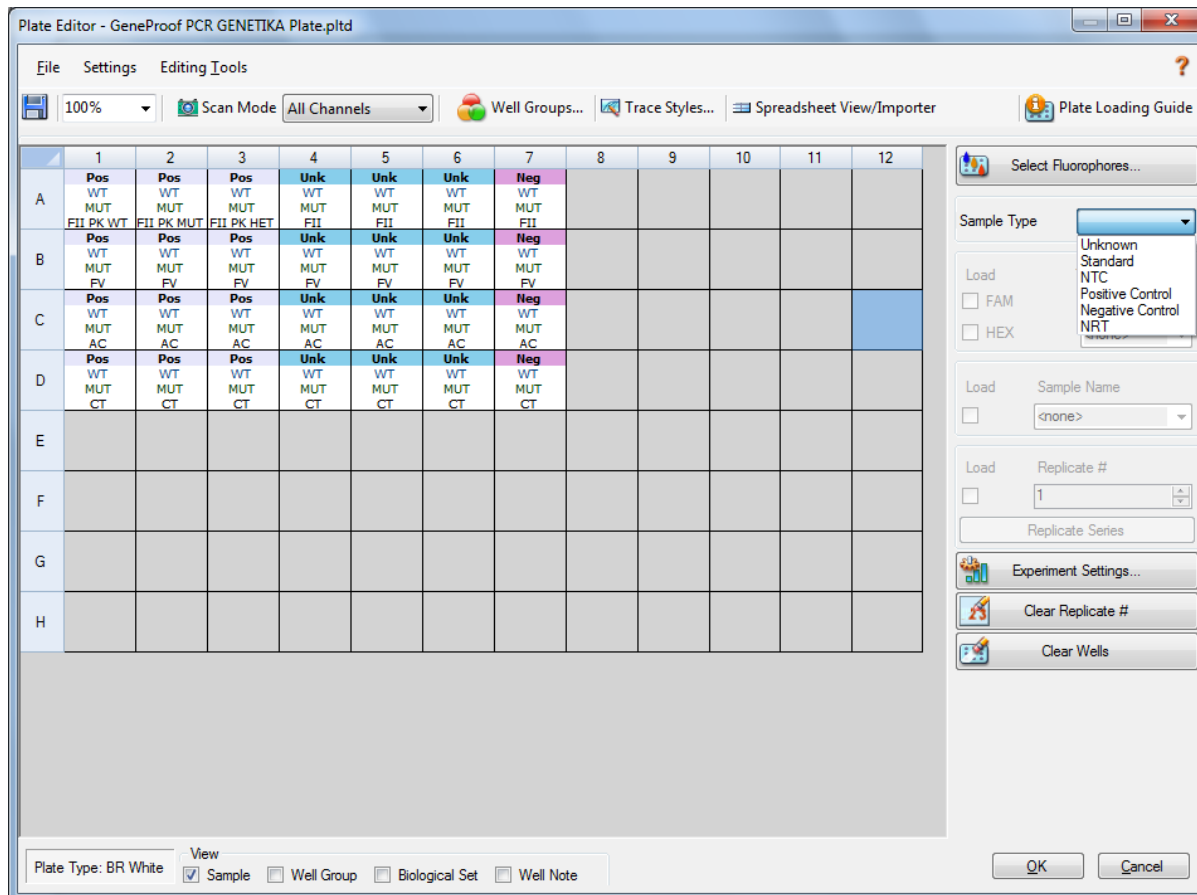 Plate Editor - GeneProof PCR GENETIKA Plate.pltd
File Settings Editing Tools
100% Scan Mode All Channels Well Groups... Trace Styles... Spreadsheet View/Importer Plate Loading Guide
1 2 3 4 5 6 7 8 9 10 11 12
A
Pos Pos Pos Unk Unk Unk Neg
WT WT WT WT WT WT WT
MUT MUT MUT MUT MUT MUT MUT
FII PK WT FII PK MUT FII PK HET FII FII FII FII
B
Pos Pos Pos Unk Unk Unk Neg
WT WT WT WT WT WT WT
MUT MUT MUT MUT MUT MUT MUT
FV FV FV FV FV FV FV
C
Pos Pos Pos Unk Unk Unk Neg
WT WT WT WT WT WT WT
MUT MUT MUT MUT MUT MUT MUT
AC AC AC AC AC AC AC
D
Pos Pos Pos Unk Unk Unk Neg
WT WT WT WT WT WT WT
MUT MUT MUT MUT MUT MUT MUT
CT CT CT CT CT CT CT
E
F
G
H
Select Fluorophores...
Sample Type
Unknown
Standard
NTC
Positive Control
Negative Control
NRT
Load
FAM
HEX
<none>
Load Sample Name
<none>
Load Replicate #
1
Replicate Series
Experiment Settings...
Clear Replicate #
Clear Wells
Plate Type: BR White
View
Sample Well Group Biological Set Well Note
OK Cancel